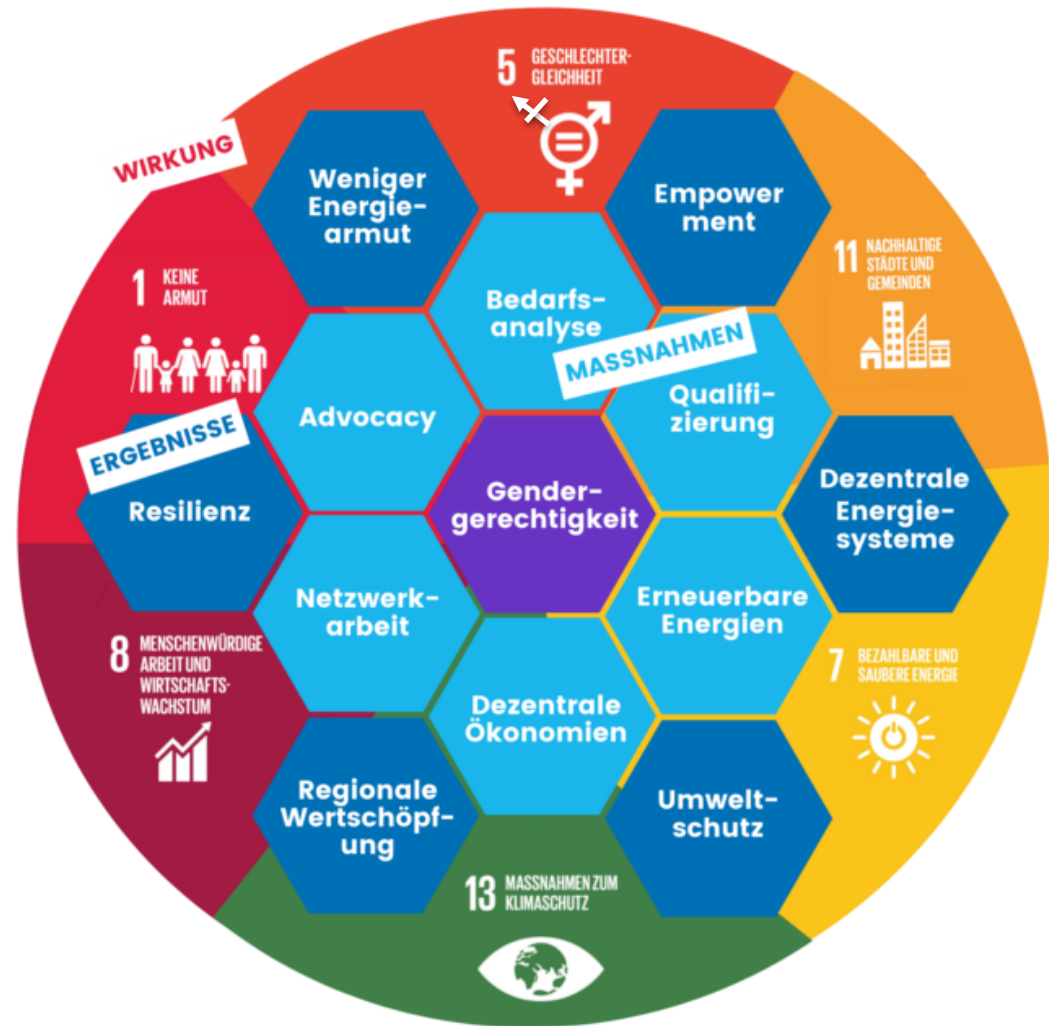 5
GESCHLECHTER-
GLEICHHEIT
WIRKUNG
Weniger
Energie-
armut
Empower
ment
11
NACHHALTIGE
STÄDTE UND
GEMEINDEN
1
KEINE
ARMUT
Bedarfs-
analyse
MASSNAHMEN
Advocacy
Qualifi-
zierung
ERGEBNISSE
Resilienz
Gender-
gerechtigkeit
Dezentrale
Energie-
systeme
Netzwerk-
arbeit
Erneuerbare
Energien
8
MENSCHENWÜRDIGE
ARBEIT UND
WIRTSCHAFTS-
WACHSTUM
7
BEZAHLBARE UND
SAUBERE ENERGIE
Dezentrale
Ökonomien
Regionale
Wertschöpf-
ung
Umwelt-
schutz
13
MASSNAHMEN ZUM
KLIMASCHUTZ